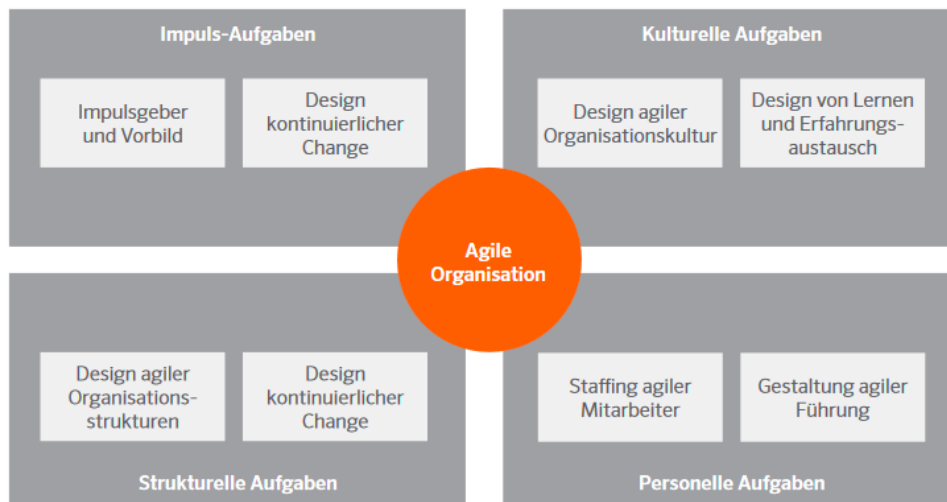 Impuls-Aufgaben
Impulsgeber
und Vorbild
Design
kontinuierlicher
Change
Kulturelle Aufgaben
Design agiler
Organisationskultur
Design von Lernen
und Erfahrungs-
austausch
Agile
Organisation
Design agiler
Organisations-
strukturen
Design
kontinuierlicher
Change
Strukturelle Aufgaben
Staffing agiler
Mitarbeiter
Gestaltung agiler
Führung
Personelle Aufgaben